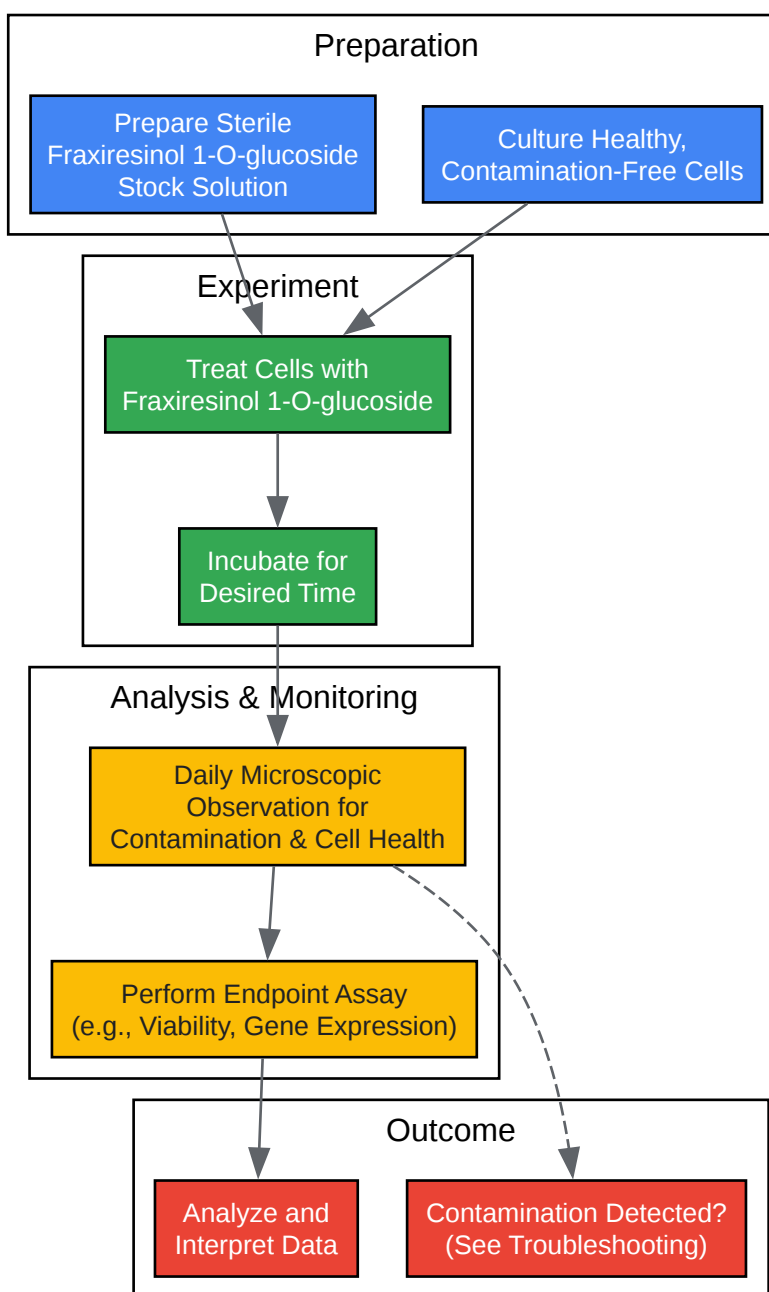 Preparation
Prepare Sterile
Fraxiresinol 1-O-glucoside
Stock Solution
Culture Healthy,
Contamination-Free Cells
Experiment
Treat Cells with
Fraxiresinol 1-O-glucoside
Incubate for
Desired Time
Analysis & Monitoring
Daily Microscopic
Observation for
Contamination & Cell Health
Perform Endpoint Assay
(e.g., Viability, Gene Expression)
Outcome
Analyze and
Interpret Data
Contamination Detected?
(See Troubleshooting)